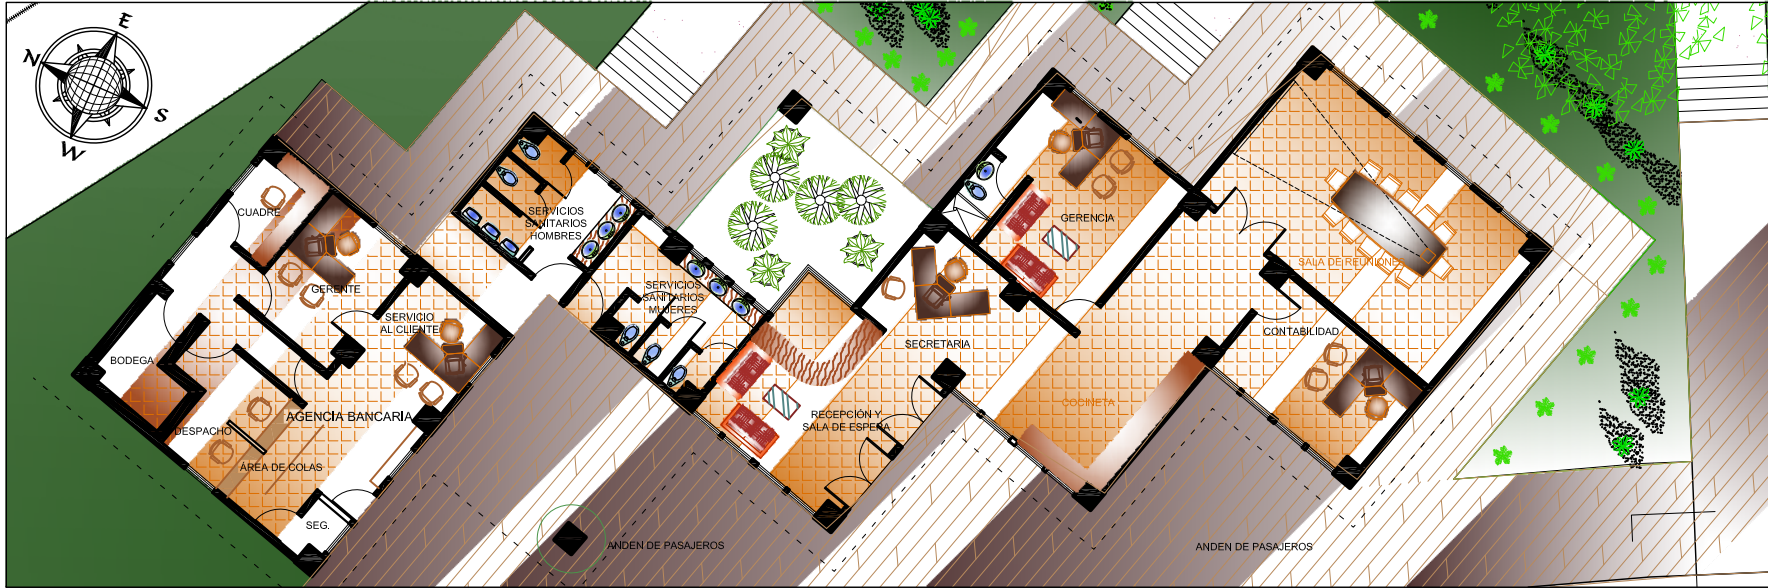 E
N
S
W
CUADRE
SERVICIOS
SANITARIOS
HOMBRES
GERENCIA
SALA DE REUNIONES
GERENTE
SERVICIOS
SANITARIOS
MUJERES
SERVICIO
AL CLIENTE
CONTABILIDAD
SECRETARIA
BODEGA
COCINETA
AGENCIA BANCARIA
RECEPCIÓN Y
SALA DE ESPERA
DESPACHO
ÁREA DE COLAS
SEG.
ANDEN DE PASAJEROS
ANDEN DE PASAJEROS